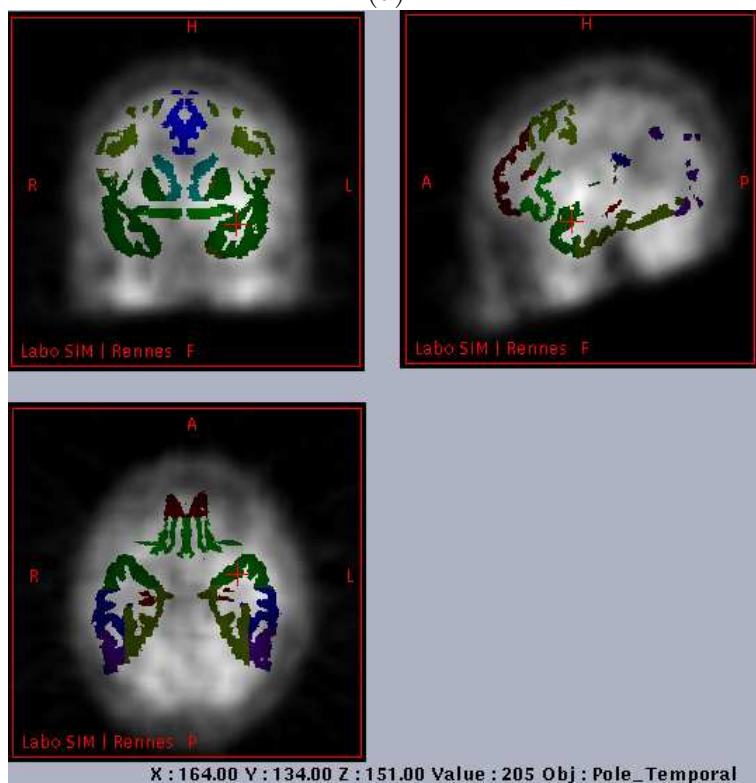 H
H
R
L
A
P
Labo SIM | Rennes F
Labo SIM | Rennes F
A
R
L
Labo SIM | Rennes P
X : 164.00 Y : 134.00 Z : 151.00 Value : 205 Obj : Pole_Temporal